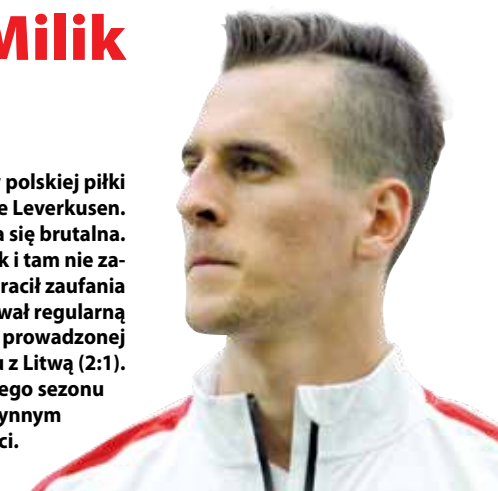 Milik
polskiej piłki
e Leverkusen.
się brutalna.
k i tam nie za-
racił zaufania
wał regularną
prowadzonej
u z Litwą (2:1).
ego sezonu
ynnym
ci.